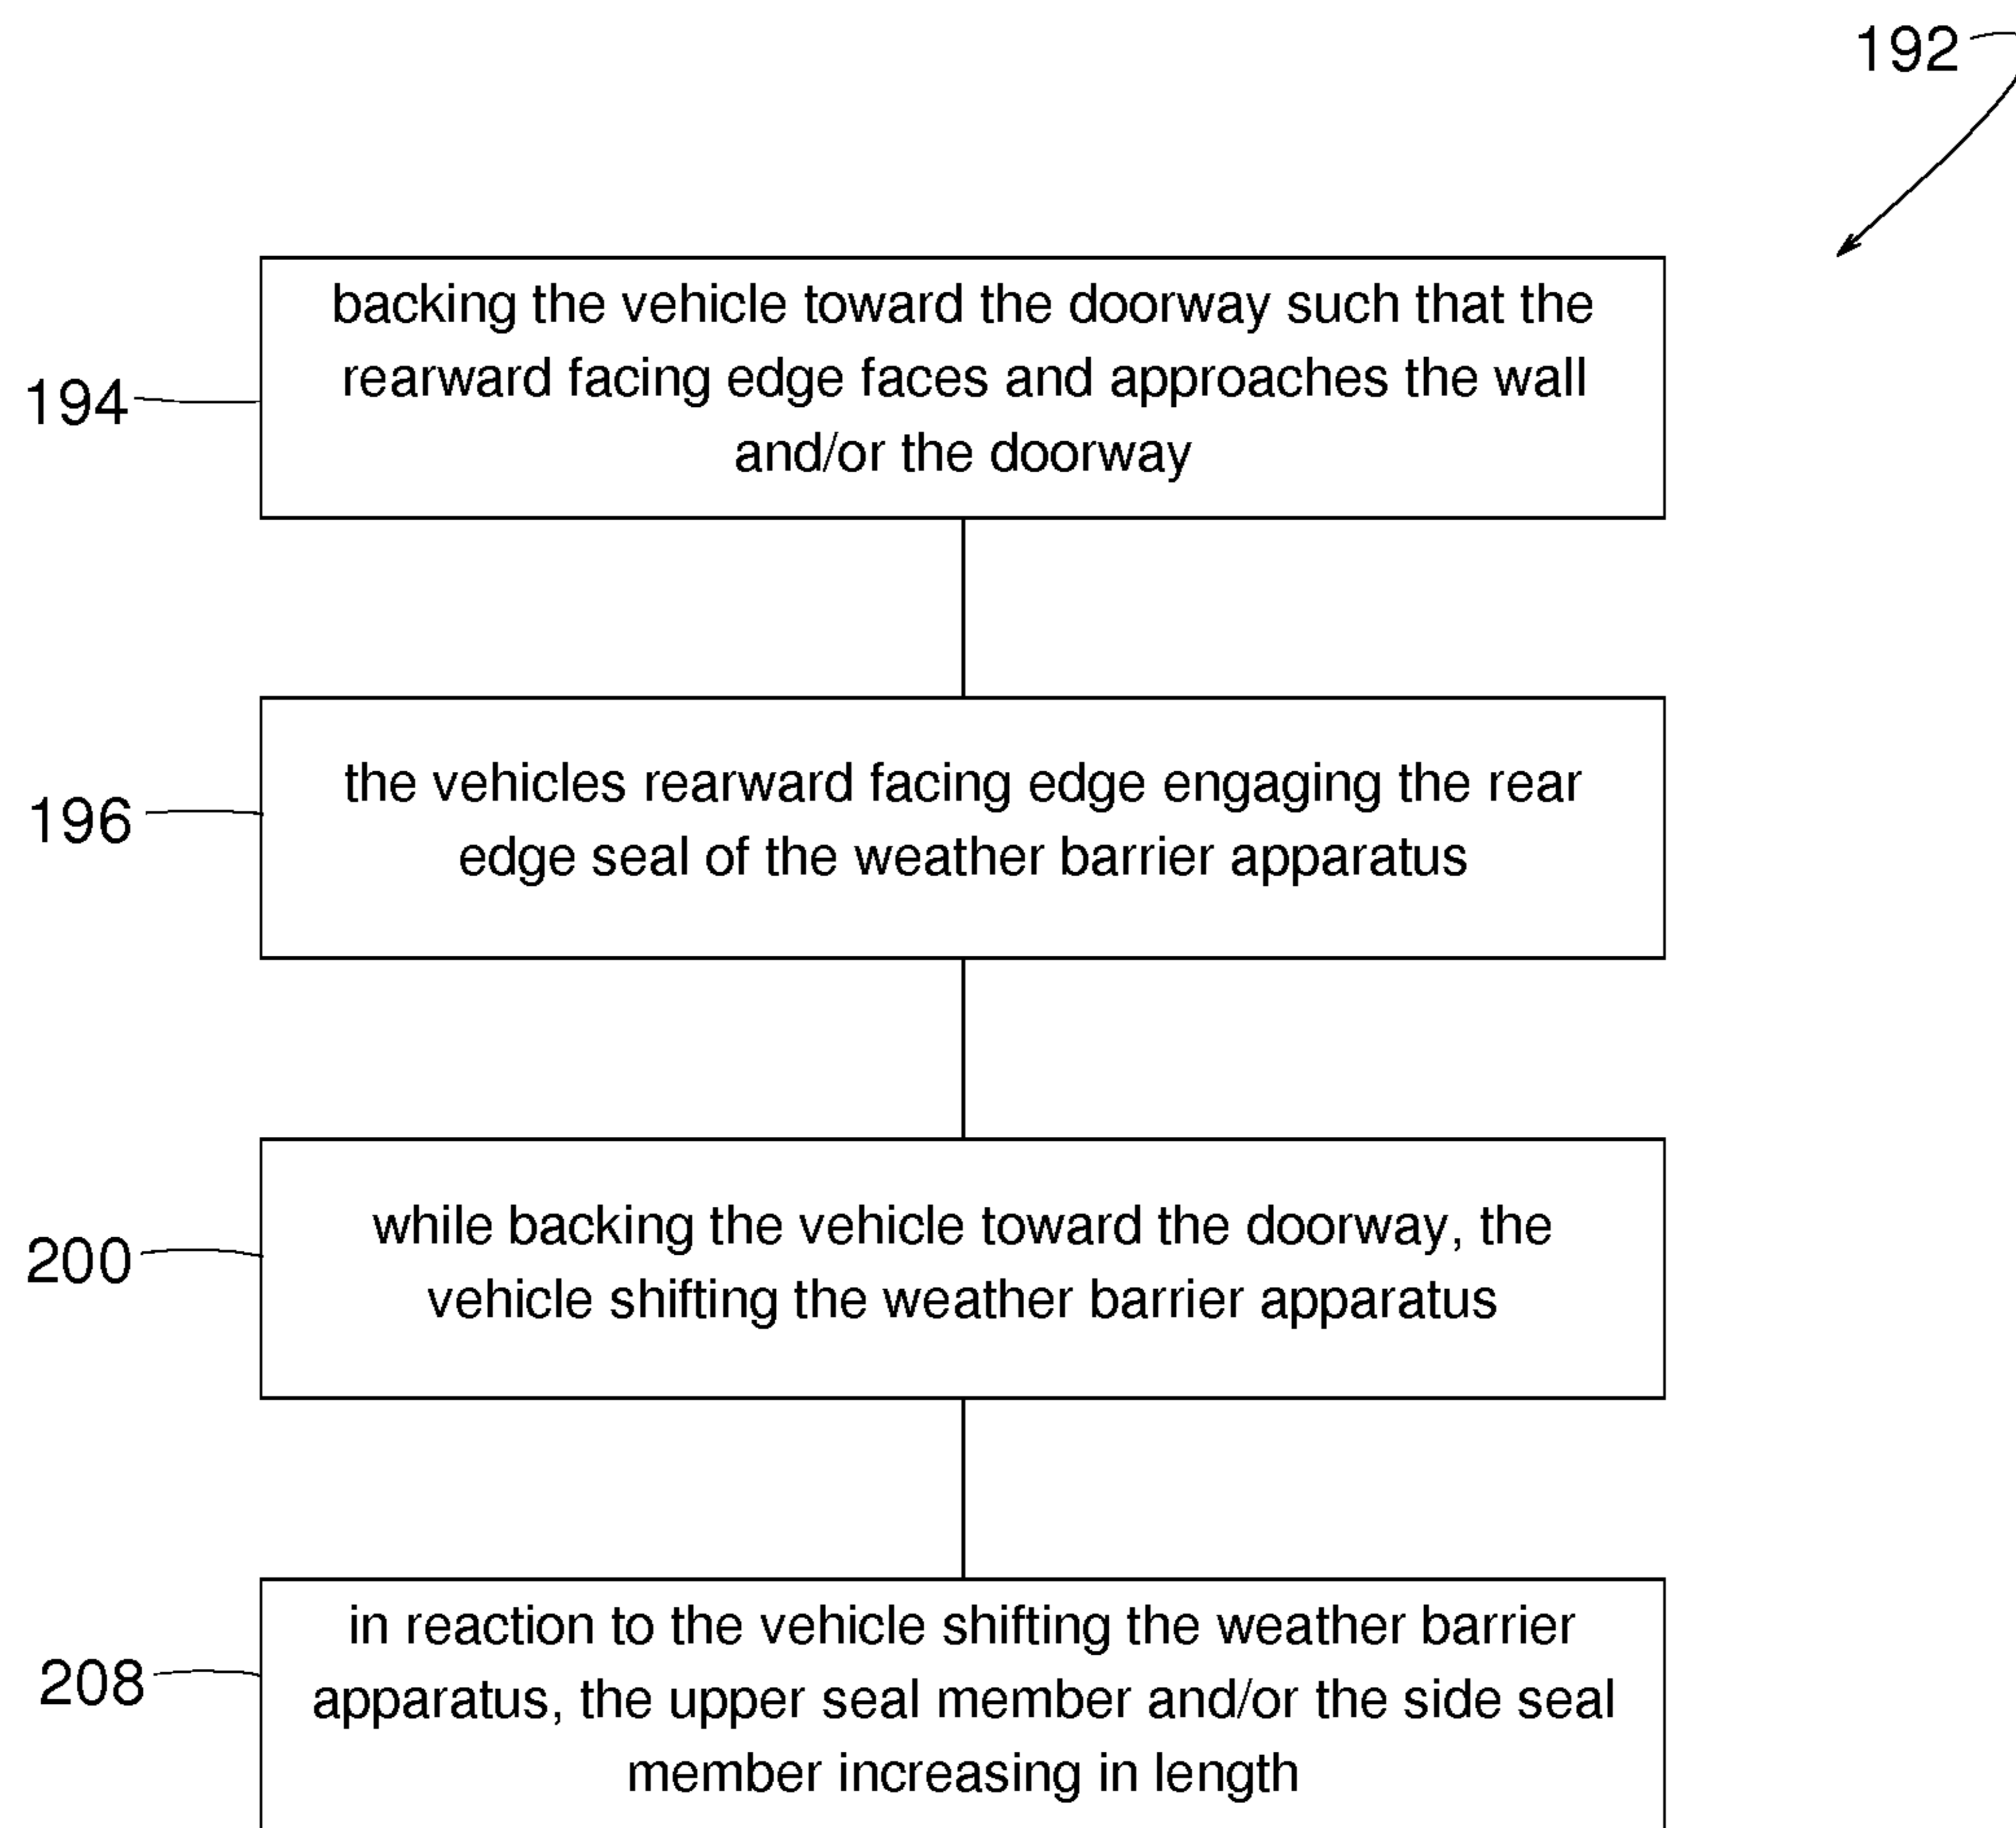 192
backing the vehicle toward the doorway such that the
rearward facing edge faces and approaches the wall
and/or the doorway
194
the vehicles rearward facing edge engaging the rear
edge seal of the weather barrier apparatus
196
while backing the vehicle toward the doorway, the
vehicle shifting the weather barrier apparatus
200
in reaction to the vehicle shifting the weather barrier
apparatus, the upper seal member and/or the side seal
member increasing in length
208